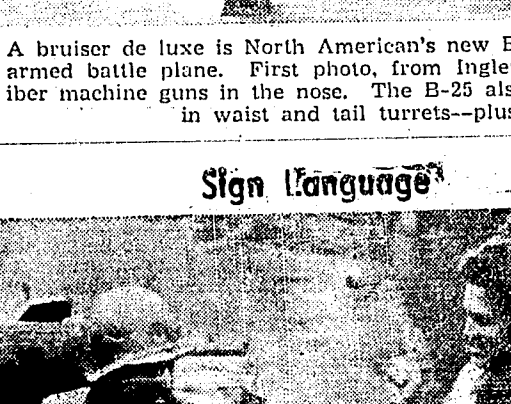 A bruiser de luxe is North American's new B
armed battle plane. First photo, from Ingle
iber machine guns in the nose. The B-25 als
in waist and tail turrets--plus
Sign Language